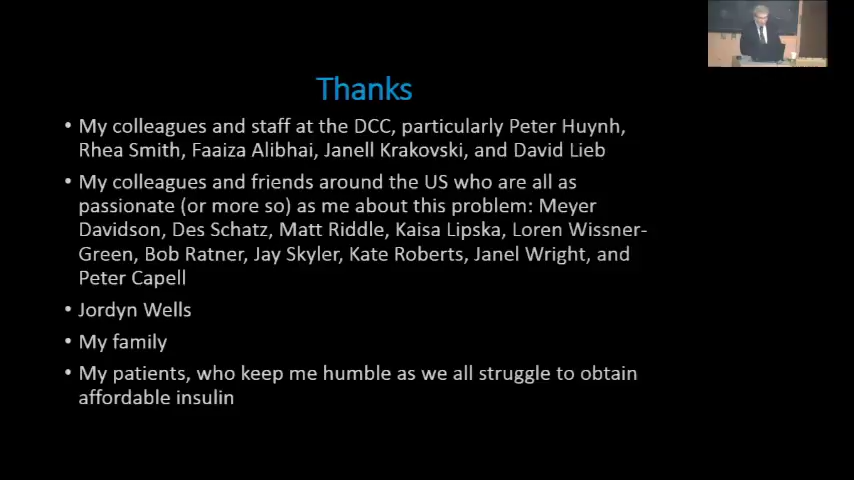 Thanks
• My colleagues and staff at the DCC, particularly Peter Huynh,
Rhea Smith, Faaiza Alibhai, Janell Krakovski, and David Lieb
• My colleagues and friends around the US who are all as
passionate (or more so) as me about this problem: Meyer
Davidson, Des Schatz, Matt Riddle, Kaisa Lipska, Loren Wissner-
Green, Bob Ratner, Jay Skyler, Kate Roberts, Janel Wright, and
Peter Capell
• Jordyn Wells
• My family
• My patients, who keep me humble as we all struggle to obtain
affordable insulin